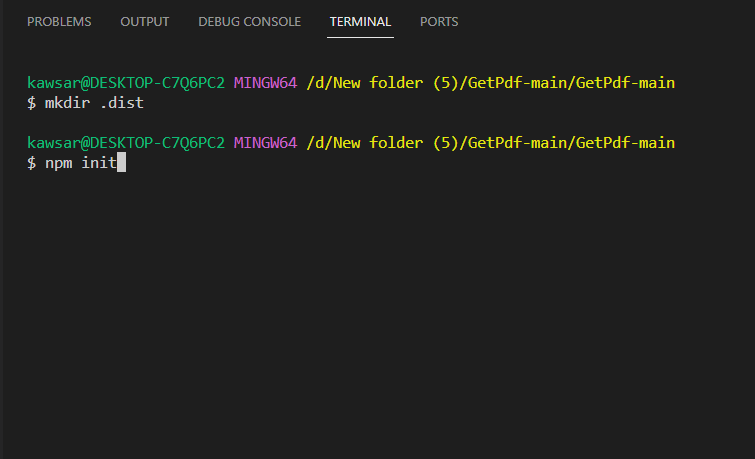 PROBLEMS OUTPUT DEBUG CONSOLE TERMINAL PORTS
kawsar@DESKTOP-C7Q6PC2 MINGW64 /d/New folder (5)/GetPdf-main/GetPdf-main
$ mkdir .dist
kawsar@DESKTOP-C7Q6PC2 MINGW64 /d/New folder (5)/GetPdf-main/GetPdf-main
$ npm init